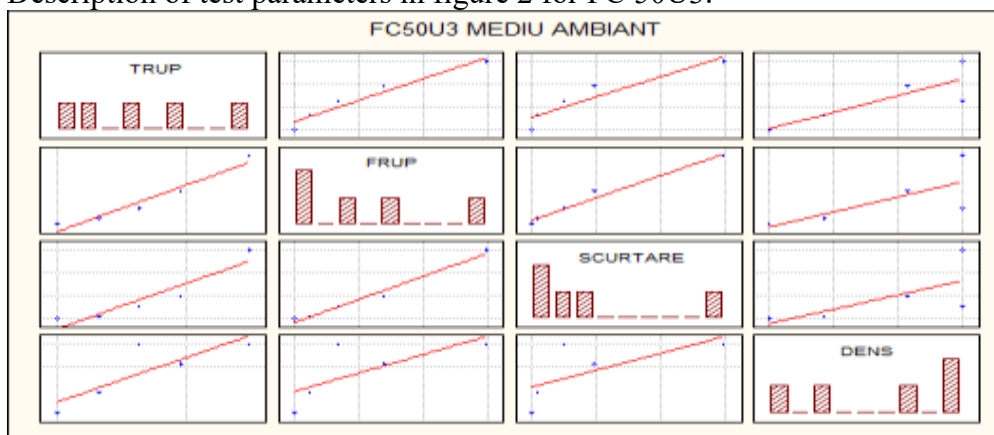 Description of test parameters in figure 2 for FC 50U3:
FC50U3 MEDIU AMBIANT
TRUP
FRUP
SCURTARE
DENS